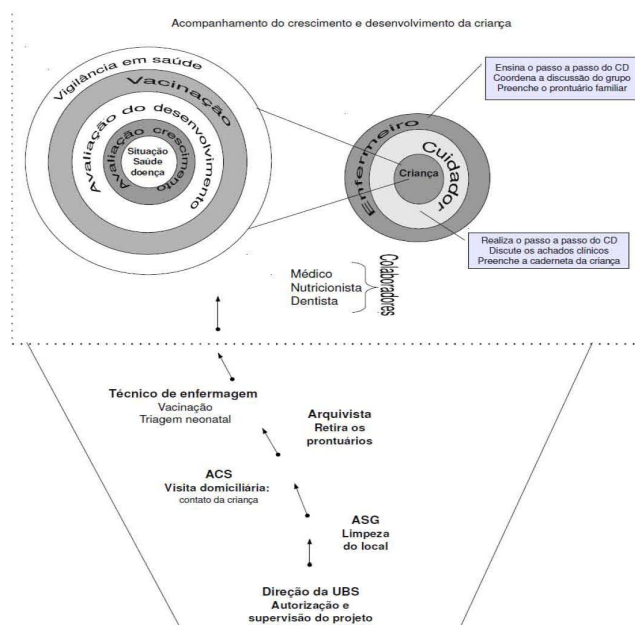 Acompanhamento do crescimento e desenvolvimento da criança
Vigilância em saúde
Vacinação
Avaliação do desenvolvimento
Avaliação crescimento
Situação
Saúde
doença
Ensina o passo a passo do CD
Coordena a discussão do grupo
Preenche o prontuário familiar
Enfermeiro
Cuidador
Criança
Realiza o passo a passo do CD
Discute os achados clínicos
Preenche a caderneta da criança
Médico
Nutricionista
Dentista
Colaboradores
Técnico de enfermagem
Vacinação
Triagem neonatal
Arquivista
Retira os
prontuários
ACS
Visita domiciliária:
contato da criança
ASG
Limpeza
do local
Direção da UBS
Autorização e
supervisão do projeto